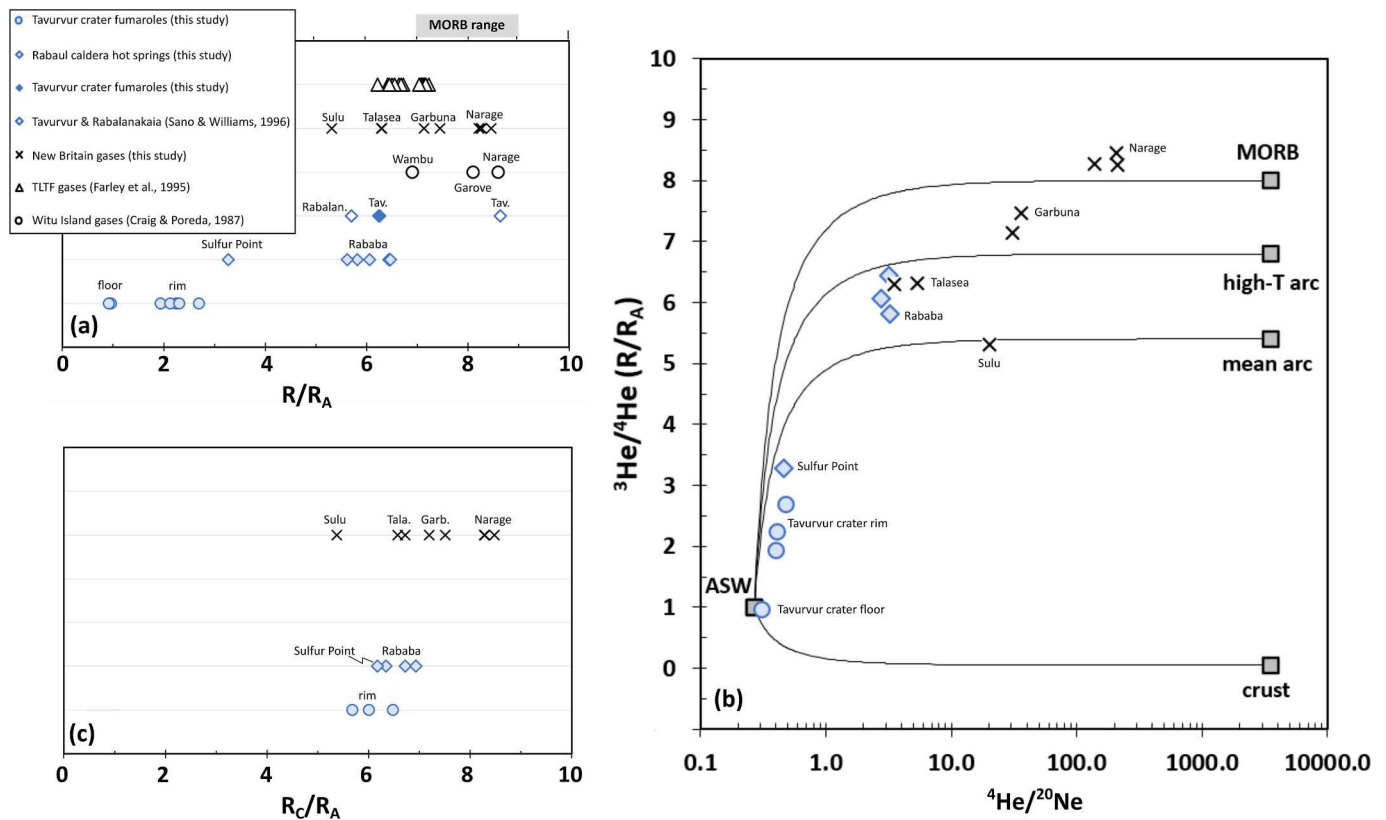 Tavurvur crater fumaroles (this study)
Rabaul caldera hot springs (this study)
Tavurvur crater fumaroles (this study)
Tavurvur & Rabalanakaia (Sano & Williams, 1996)
New Britain gases (this study)
TLTF gases (Farley et al., 1995)
Witu Island gases (Craig & Poreda, 1987)
MORB range
Sulu Talasea Garbuna Narage
Wambu Narage
Garove
Rabalan. Tav. Tav.
Sulfur Point Rababa
floor rim
(a)
0 2 4 6 8 10
R/RA
Sulu Tala. Garb. Narage
Sulfur Point Rababa
rim
(c)
0 2 4 6 8 10
RC/RA
10
9
8
7
6
5
4
3
2
1
0
³He/⁴He (R/RA)
Narage
MORB
Garbuna
high-T arc
Talasea
Rababa
Sulu
mean arc
Sulfur Point
Tavurvur crater rim
ASW
Tavurvur crater floor
crust
(b)
0.1 1.0 10.0 100.0 1000.0 10000.0
⁴He/²⁰Ne